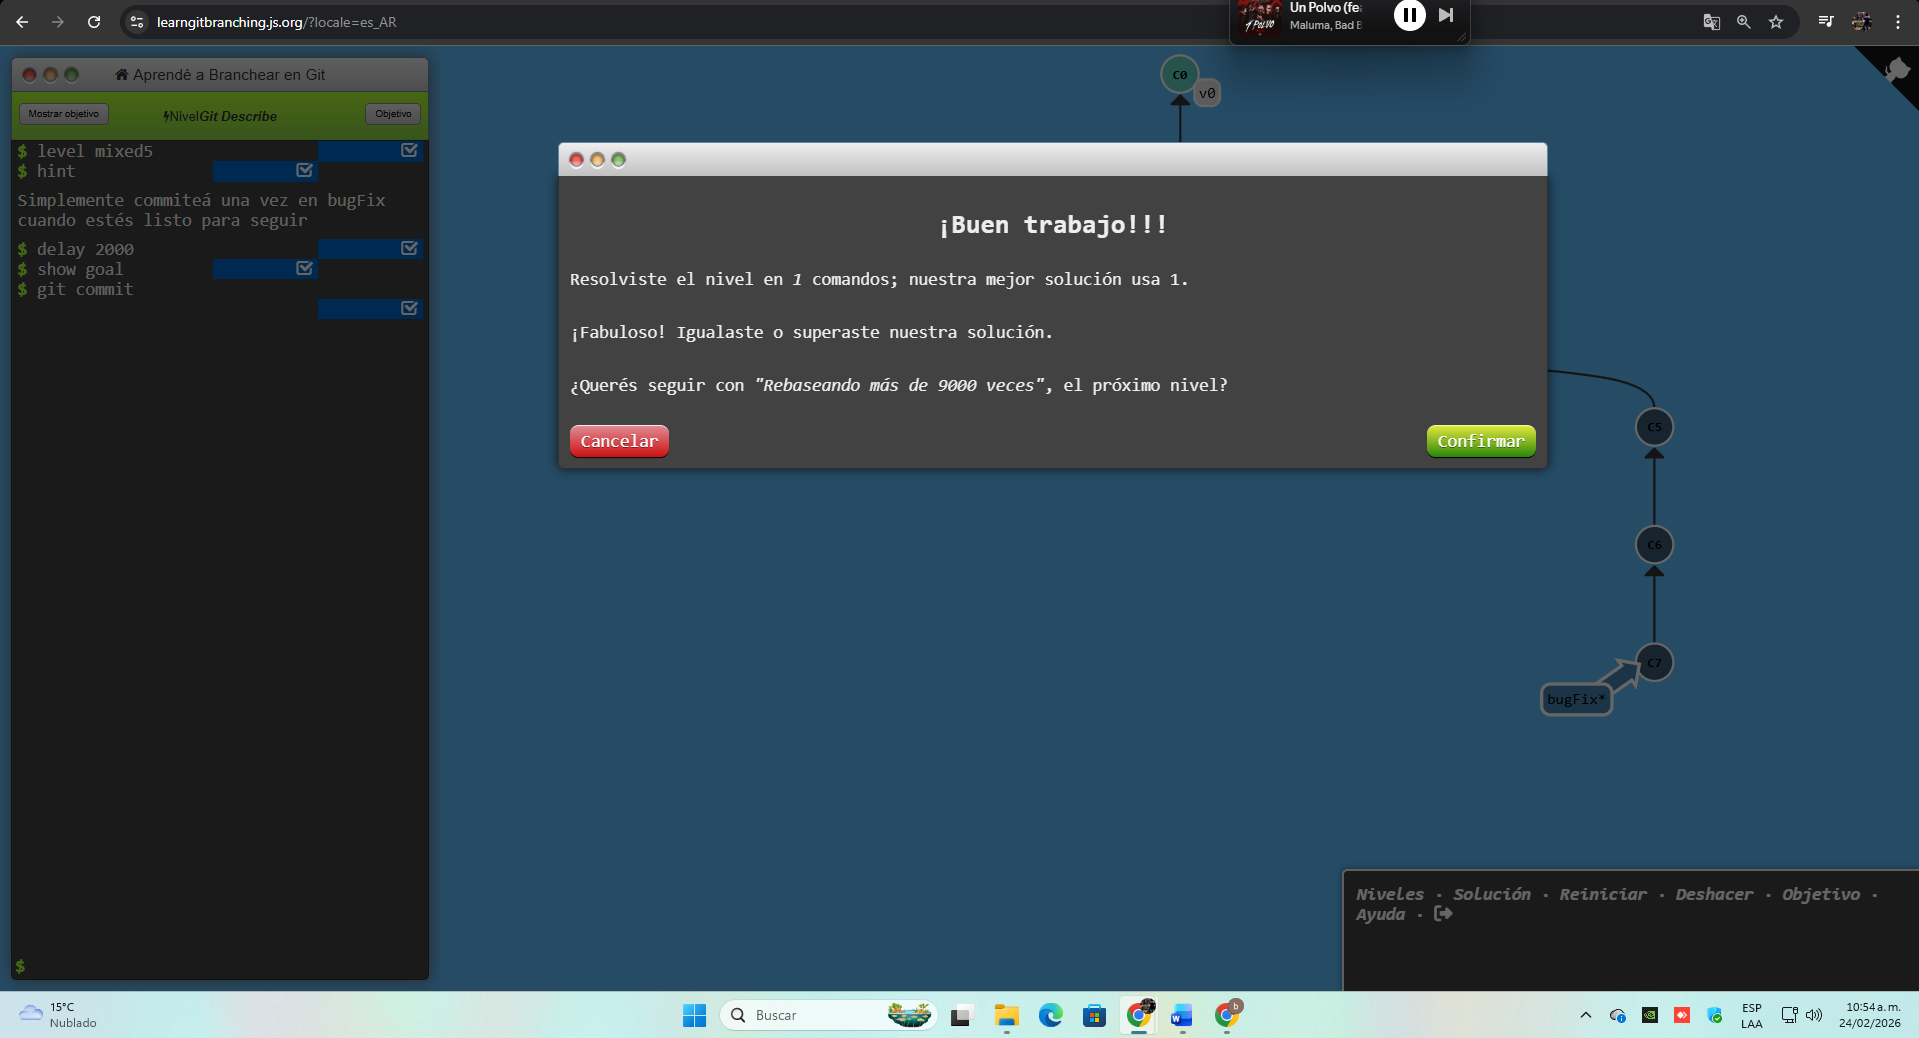 learngitbranching.js.org/?locale=es_AR
Un Polvo (fe
Maluma, Bad B
1 POLVO
Aprendé a Branchear en Git
Mostrar objetivo
Nivel Git Describe
Objetivo
$ level mixed5
$ hint
Simplemente commiteá una vez en bugFix
cuando estés listo para seguir
$ delay 2000
$ show goal
$ git commit
$
C0
v0
¡Buen trabajo!!!
Resolviste el nivel en 1 comandos; nuestra mejor solución usa 1.
¡Fabuloso! Igualaste o superaste nuestra solución.
¿Querés seguir con "Rebaseando más de 9000 veces", el próximo nivel?
Cancelar
Confirmar
C5
C6
C7
bugFix*
Niveles · Solución · Reiniciar · Deshacer · Objetivo ·
Ayuda ·
15°C
Nublado
Buscar
b
ESP
LAA
10:54 a. m.
24/02/2026